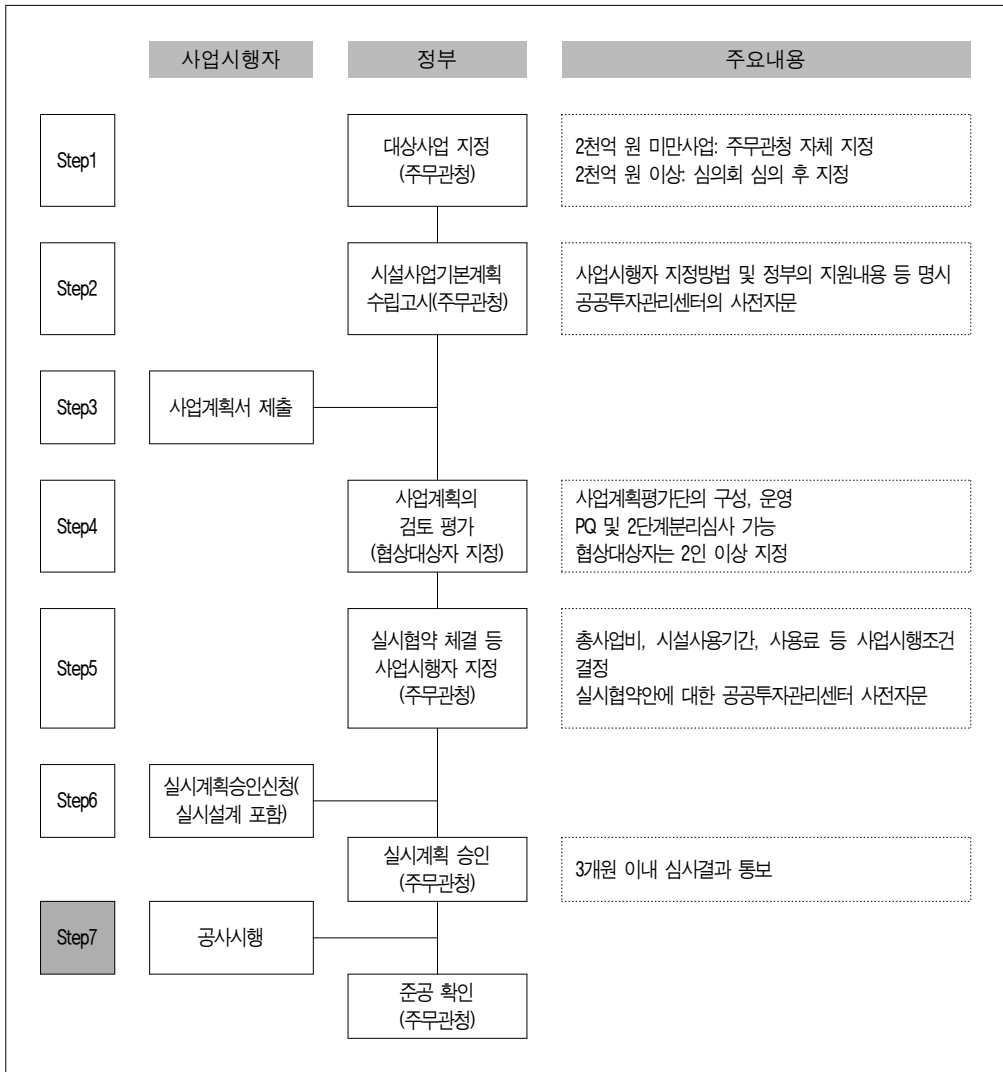 사업시행자
정부
주요내용
Step1
대상사업 지정
(주무관청)
2천억 원 미만사업: 주무관청 자체 지정
2천억 원 이상: 심의회 심의 후 지정
Step2
시설사업기본계획
수립고시(주무관청)
사업시행자 지정방법 및 정부의 지원내용 등 명시
공공투자관리센터의 사전자문
Step3
사업계획서 제출
Step4
사업계획의
검토 평가
(협상대상자 지정)
사업계획평가단의 구성, 운영
PQ 및 2단계분리심사 가능
협상대상자는 2인 이상 지정
Step5
실시협약 체결 등
사업시행자 지정
(주무관청)
총사업비, 시설사용기간, 사용료 등 사업시행조건
결정
실시협약안에 대한 공공투자관리센터 사전자문
Step6
실시계획승인신청(
실시설계 포함)
실시계획 승인
(주무관청)
3개원 이내 심사결과 통보
Step7
공사시행
준공 확인
(주무관청)